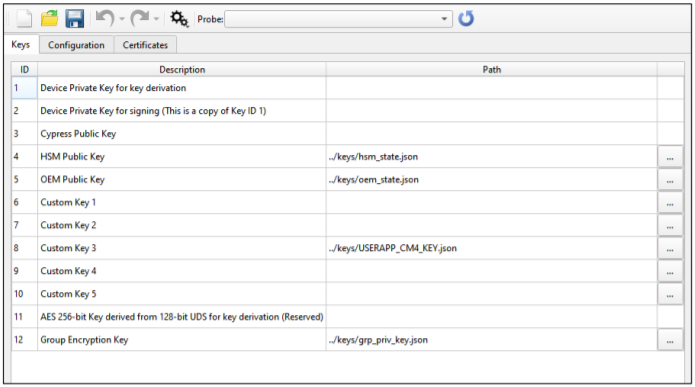 Probe:
Keys Configuration Certificates
ID Description Path
1 Device Private Key for key derivation
2 Device Private Key for signing (This is a copy of Key ID 1)
3 Cypress Public Key
4 HSM Public Key ../keys/hsm_state.json ...
5 OEM Public Key ../keys/oem_state.json ...
6 Custom Key 1 ...
7 Custom Key 2 ...
8 Custom Key 3 ../keys/USERAPP_CM4_KEY.json ...
9 Custom Key 4 ...
10 Custom Key 5 ...
11 AES 256-bit Key derived from 128-bit UDS for key derivation (Reserved)
12 Group Encryption Key ../keys/grp_priv_key.json ...